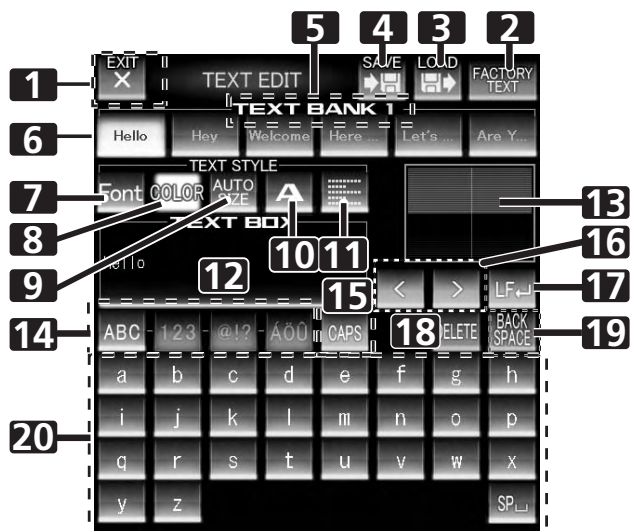 5 4 3 2
EXIT TEXT EDIT SAVE LOAD FACTORY TEXT
1 ×
TEXT BANK 1
6 Hello Hey Welcome Here ... Let's ... Are Y...
TEXT STYLE
7 Font COLOR AUTO SIZE A 13
8 TEXT BOX 10 11 16
9 Hello 12
15 < > LF 17
14 ABC 123 @!? ÄÖÛ CAPS 18 ELETE BACK SPACE 19
a b c d e f g h
20 i j k l m n o p
q r s t u v w x
y z SP